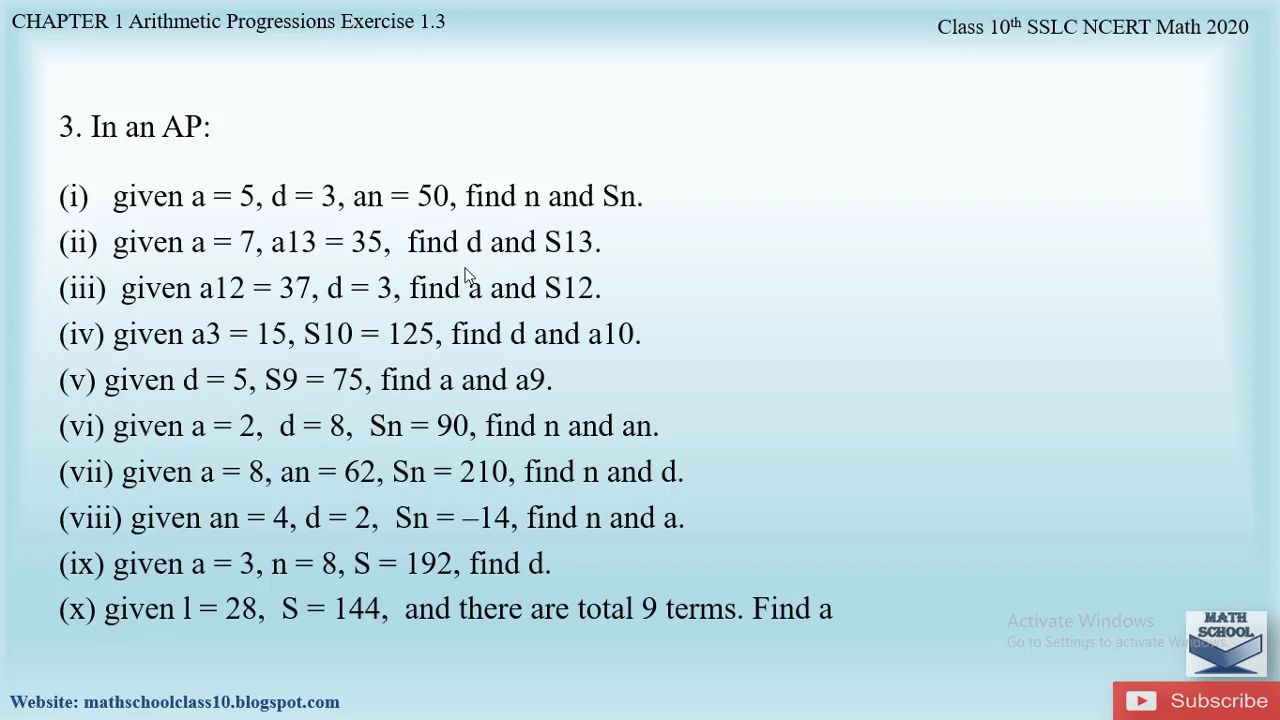 CHAPTER 1 Arithmetic Progressions Exercise 1.3
Class 10th SSLC NCERT Math 2020
3. In an AP:
(i) given a = 5, d = 3, an = 50, find n and Sn.
(ii) given a = 7, a13 = 35, find d and S13.
(iii) given a12 = 37, d = 3, find a and S12.
(iv) given a3 = 15, S10 = 125, find d and a10.
(v) given d = 5, S9 = 75, find a and a9.
(vi) given a = 2, d = 8, Sn = 90, find n and an.
(vii) given a = 8, an = 62, Sn = 210, find n and d.
(viii) given an = 4, d = 2, Sn = –14, find n and a.
(ix) given a = 3, n = 8, S = 192, find d.
(x) given l = 28, S = 144, and there are total 9 terms. Find a
Activate Windows
Go to Settings to activate Windows.
MATH
SCHOOL
Website: mathschoolclass10.blogspot.com
Subscribe